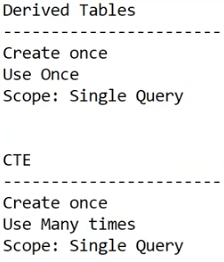 Derived Tables
-----------------------
Create once
Use Once
Scope: Single Query
CTE
-----------------------
Create once
Use Many times
Scope: Single Query